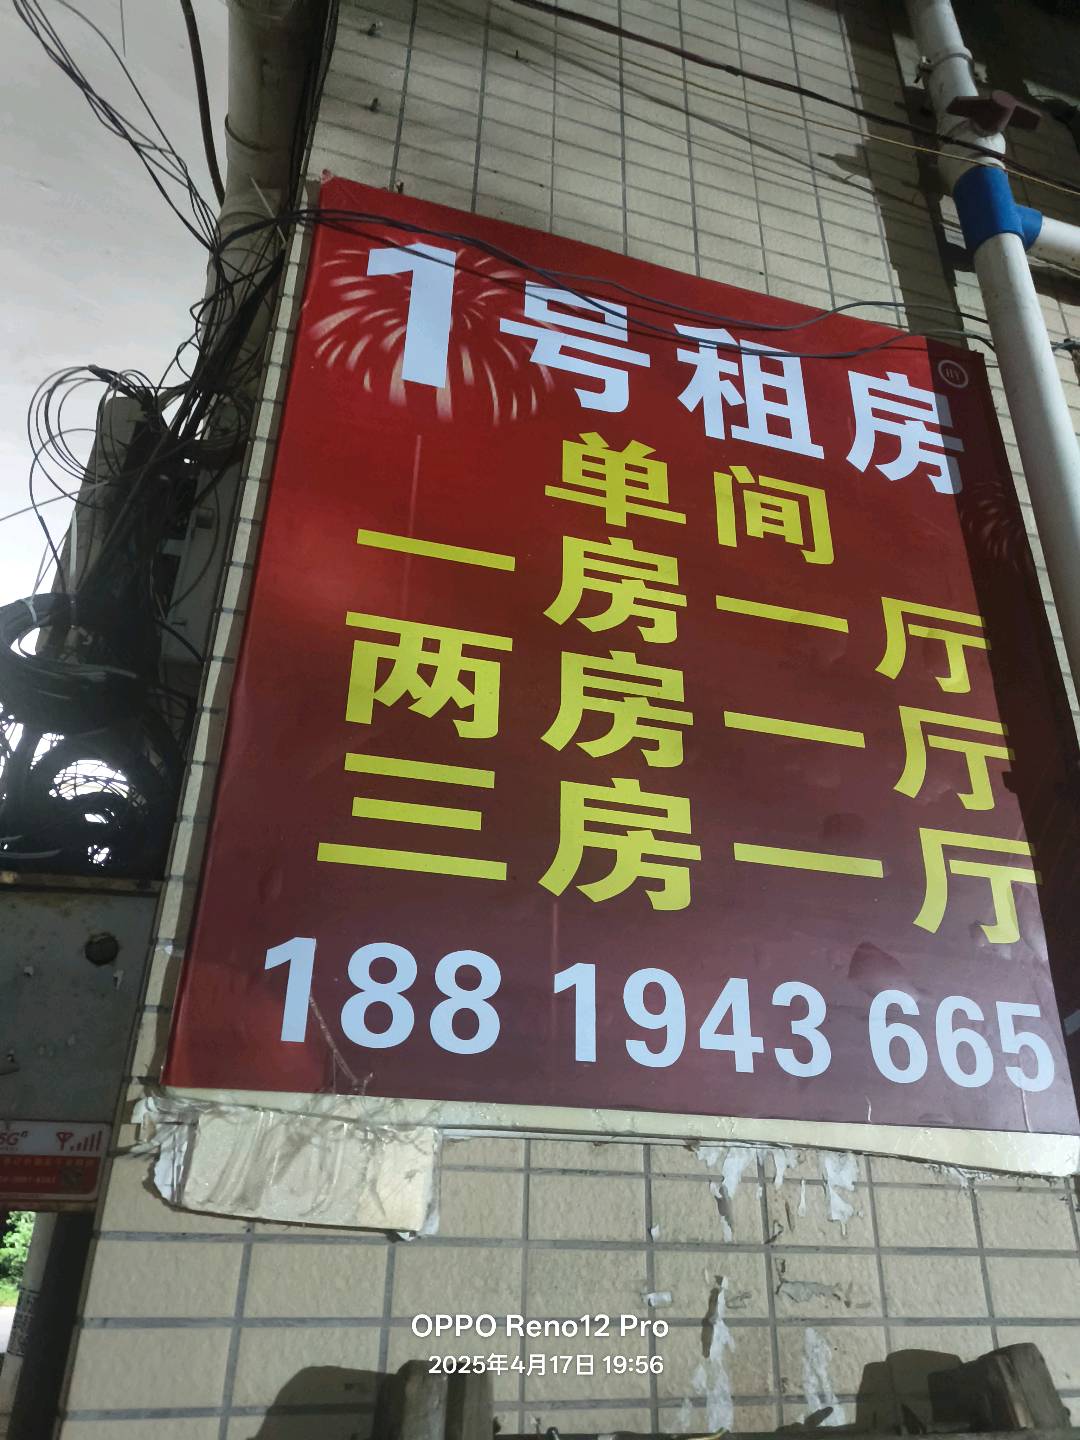 1号租房
单间
一房一厅
两房一厅
三房一厅
188 1943 665
5G
OPPO Reno12 Pro
2025年4月17日 19:56